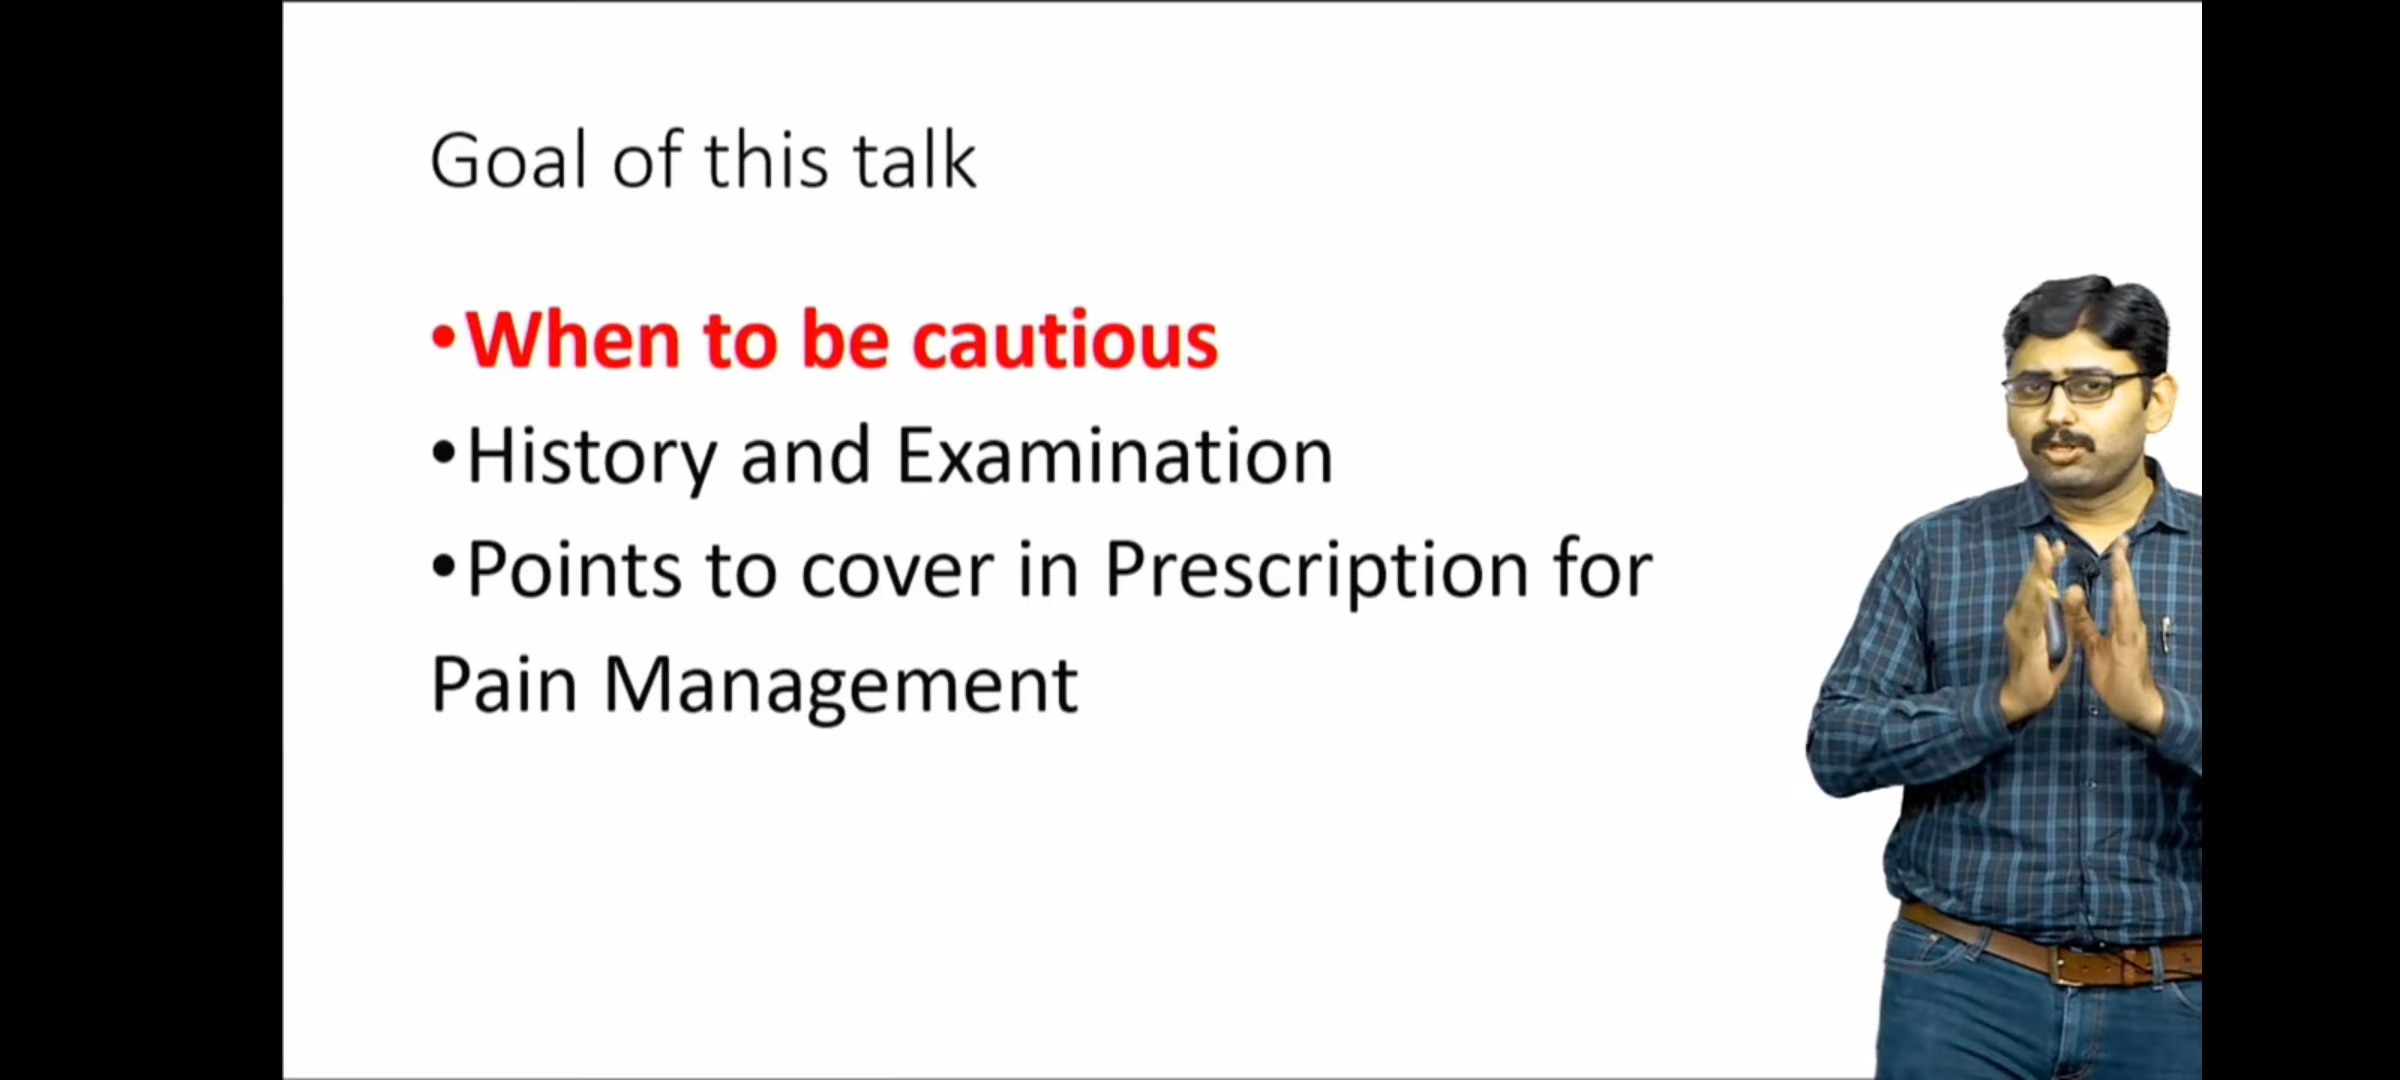 Goal of this talk
•When to be cautious
•History and Examination
•Points to cover in Prescription for
Pain Management